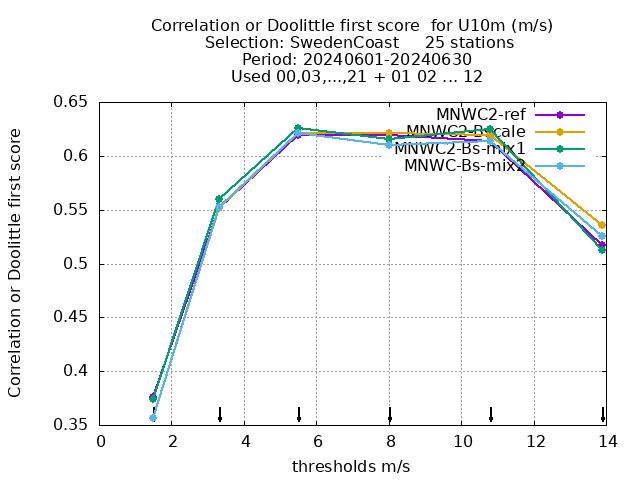 Correlation or Doolittle first score  for U10m (m/s)
Selection: SwedenCoast     25 stations
Period: 20240601-20240630
Used 00,03,...,21 + 01 02 ... 12
Correlation or Doolittle first score
0.65
0.6
0.55
0.5
0.45
0.4
0.35
MNWC2-ref
MNWC2-Bscale
MNWC2-Bs-mix1
MNWC-Bs-mix2
0 2 4 6 8 10 12 14
thresholds m/s